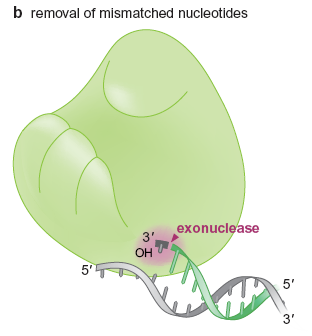 b removal of mismatched nucleotides
exonuclease
3′
OH
5′
5′
3′